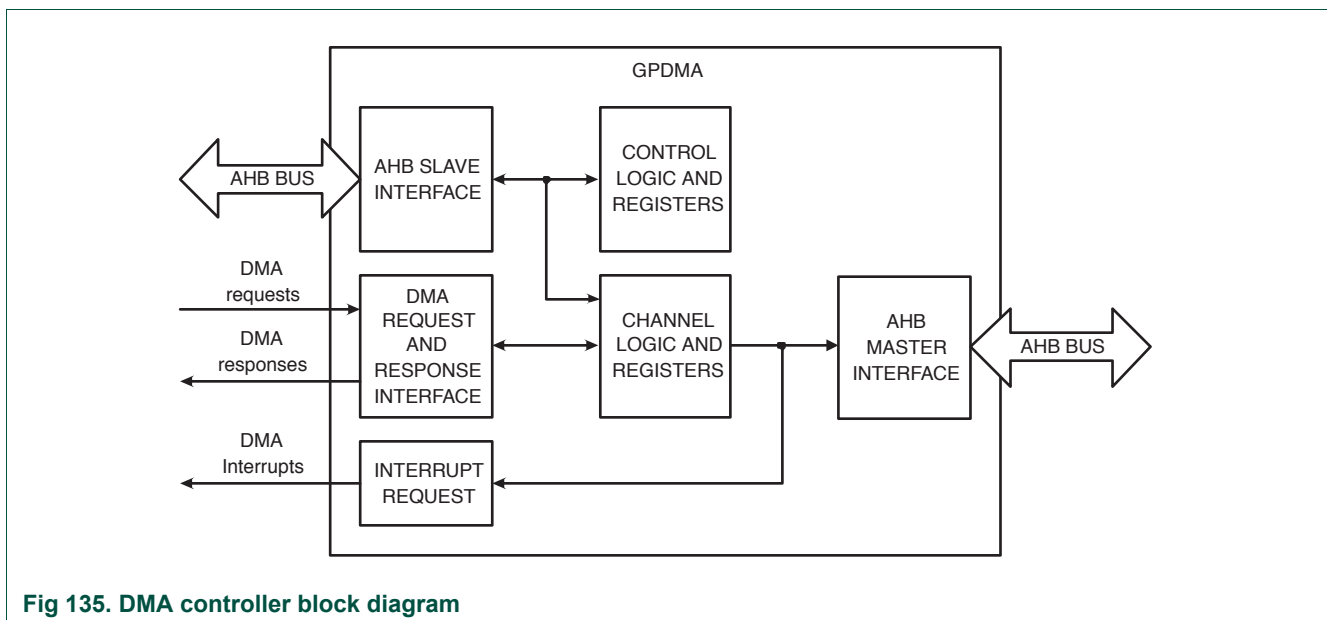 GPDMA
AHB BUS
AHB SLAVE
INTERFACE
CONTROL
LOGIC AND
REGISTERS
DMA
requests
DMA
responses
DMA
REQUEST
AND
RESPONSE
INTERFACE
CHANNEL
LOGIC AND
REGISTERS
AHB
MASTER
INTERFACE
AHB BUS
DMA
Interrupts
INTERRUPT
REQUEST
Fig 135. DMA controller block diagram